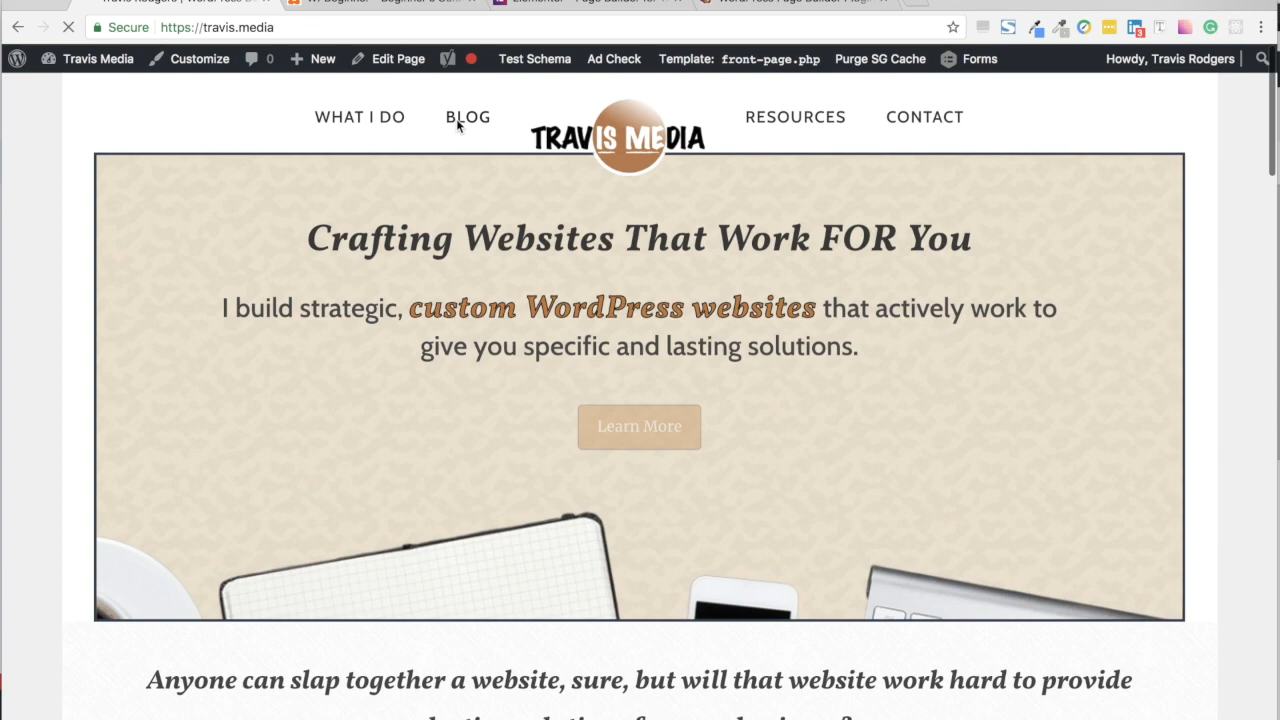 Secure https://travis.media
3
Travis Media Customize 0 New Edit Page Test Schema Ad Check Template: front-page.php Purge SG Cache Forms Howdy, Travis Rodgers
WHAT I DO BLOG TRAVIS MEDIA RESOURCES CONTACT
Crafting Websites That Work FOR You
I build strategic, custom WordPress websites that actively work to
give you specific and lasting solutions.
Learn More
Anyone can slap together a website, sure, but will that website work hard to provide